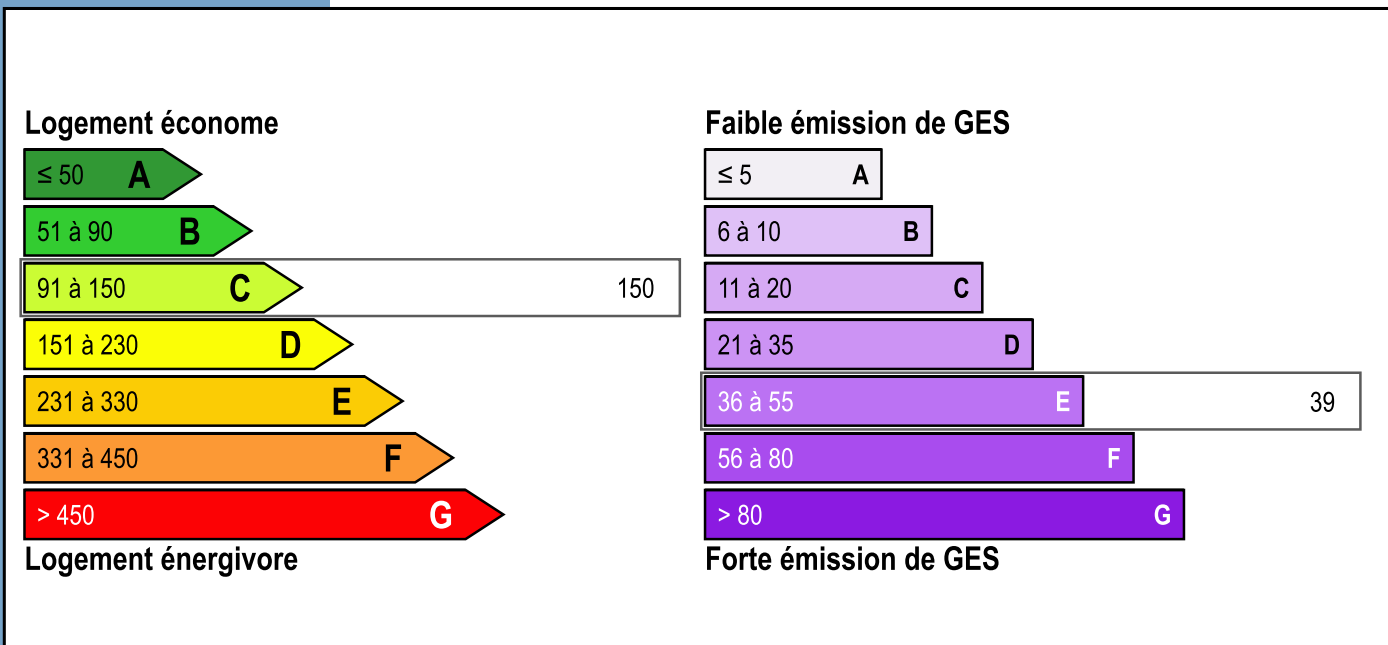 Logement économe
≤ 50 A
51 à 90 B
91 à 150 C 150
151 à 230 D
231 à 330 E
331 à 450 F
> 450 G
Logement énergivore
Faible émission de GES
≤ 5 A
6 à 10 B
11 à 20 C
21 à 35 D
36 à 55 E 39
56 à 80 F
> 80 G
Forte émission de GES